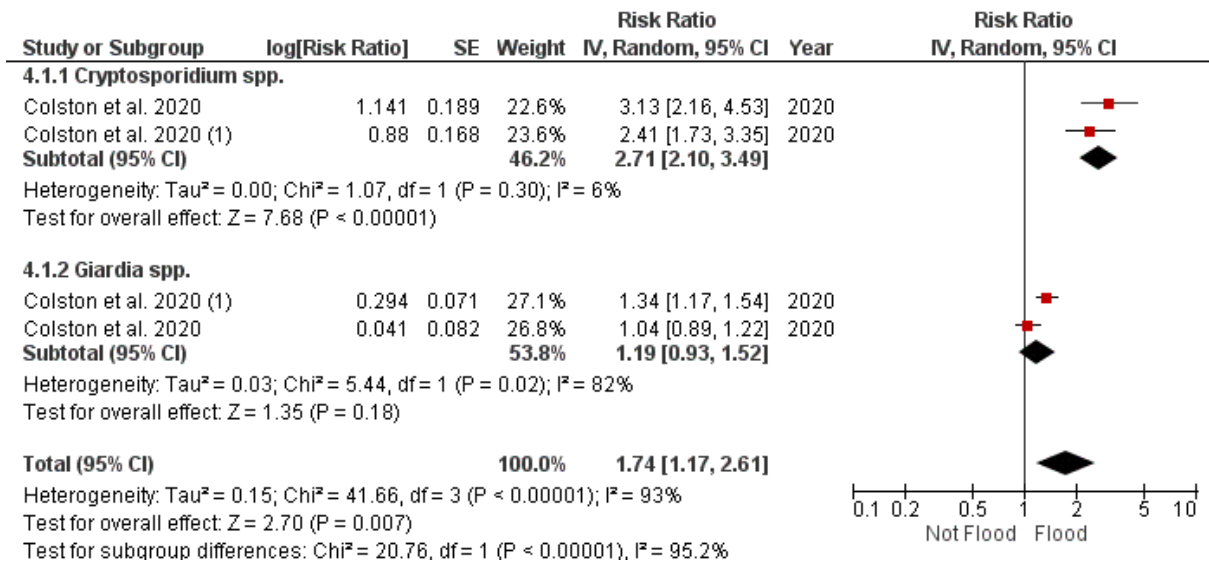 Risk Ratio Risk Ratio
Study or Subgroup log[Risk Ratio] SE Weight IV, Random, 95% CI Year IV, Random, 95% CI
4.1.1 Cryptosporidium spp.
Colston et al. 2020 1.141 0.189 22.6% 3.13 [2.16, 4.53] 2020
Colston et al. 2020 (1) 0.88 0.168 23.6% 2.41 [1.73, 3.35] 2020
Subtotal (95% CI) 46.2% 2.71 [2.10, 3.49]
Heterogeneity: Tau² = 0.00; Chi² = 1.07, df = 1 (P = 0.30); I² = 6%
Test for overall effect: Z = 7.68 (P < 0.00001)
4.1.2 Giardia spp.
Colston et al. 2020 (1) 0.294 0.071 27.1% 1.34 [1.17, 1.54] 2020
Colston et al. 2020 0.041 0.082 26.8% 1.04 [0.89, 1.22] 2020
Subtotal (95% CI) 53.8% 1.19 [0.93, 1.52]
Heterogeneity: Tau² = 0.03; Chi² = 5.44, df = 1 (P = 0.02); I² = 82%
Test for overall effect: Z = 1.35 (P = 0.18)
Total (95% CI) 100.0% 1.74 [1.17, 2.61]
Heterogeneity: Tau² = 0.15; Chi² = 41.66, df = 3 (P < 0.00001); I² = 93%
Test for overall effect: Z = 2.70 (P = 0.007)
Test for subgroup differences: Chi² = 20.76, df = 1 (P < 0.00001), I² = 95.2%
0.1 0.2 0.5 1 2 5 10
Not Flood Flood